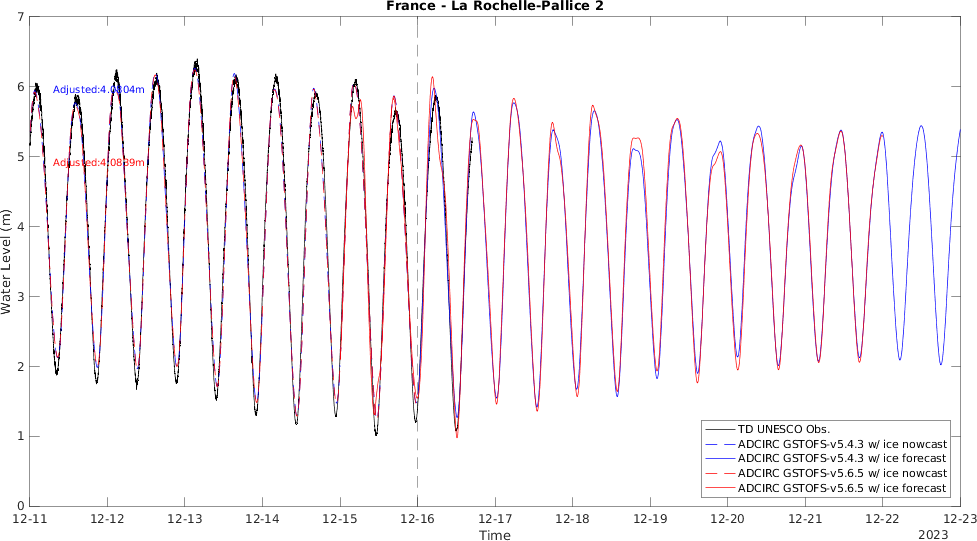 France - La Rochelle-Pallice 2
Water Level (m)
7
6
5
4
3
2
1
0
Adjusted:4.0804m
Adjusted:4.0839m
TD UNESCO Obs.
ADCIRC GSTOFS-v5.4.3 w/ ice nowcast
ADCIRC GSTOFS-v5.4.3 w/ ice forecast
ADCIRC GSTOFS-v5.6.5 w/ ice nowcast
ADCIRC GSTOFS-v5.6.5 w/ ice forecast
12-11 12-12 12-13 12-14 12-15 12-16 12-17 12-18 12-19 12-20 12-21 12-22 12-23
Time
2023